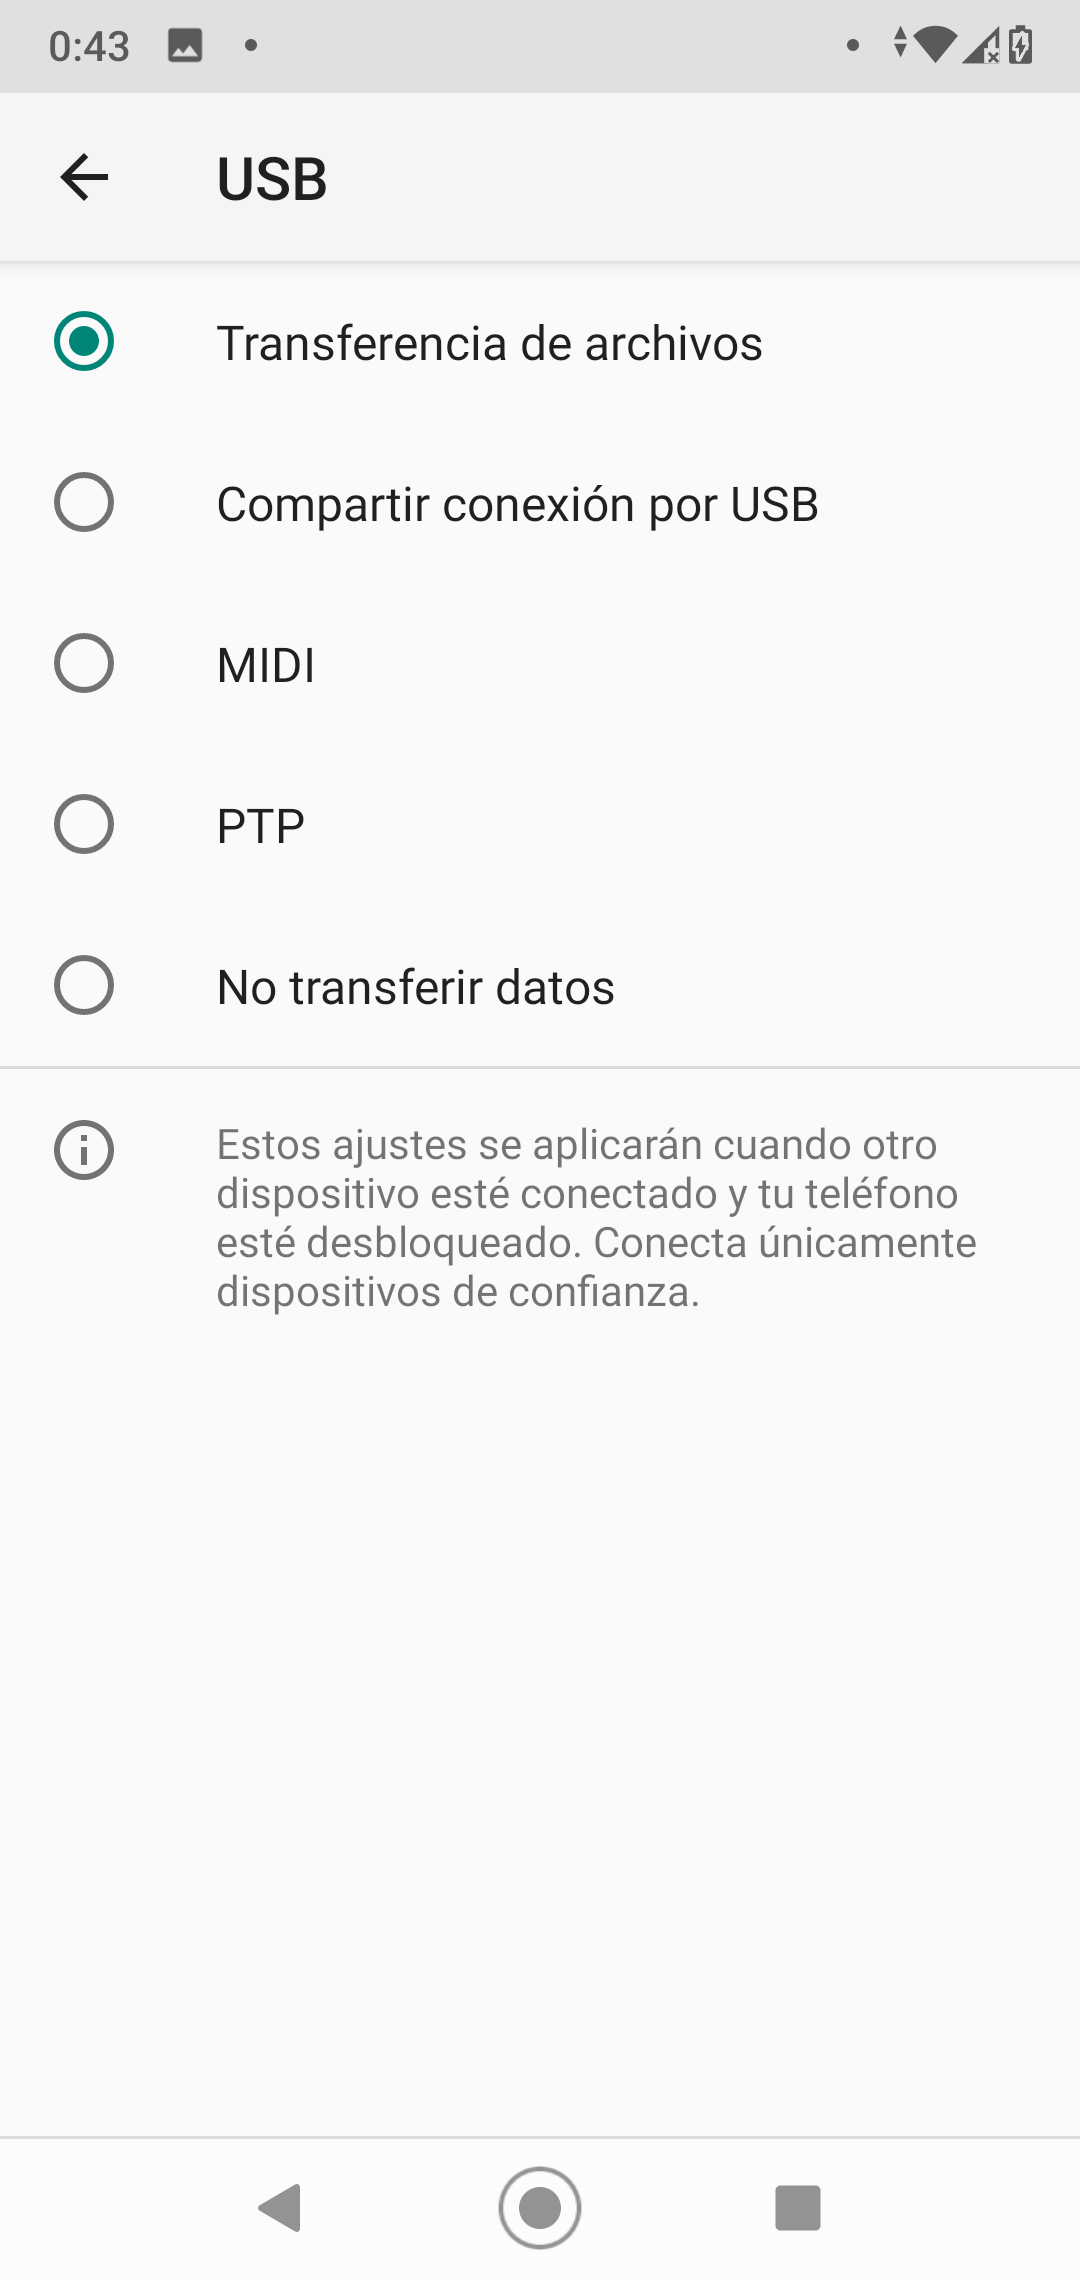 0:43
USB
Transferencia de archivos
Compartir conexión por USB
MIDI
PTP
No transferir datos
Estos ajustes se aplicarán cuando otro
dispositivo esté conectado y tu teléfono
esté desbloqueado. Conecta únicamente
dispositivos de confianza.